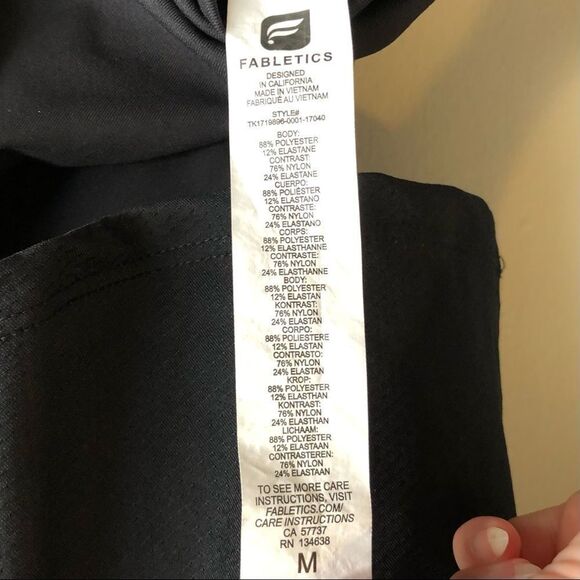 FABLETICS
DESIGNED
IN CALIFORNIA
MADE IN VIETNAM
FABRIQUÉ AU VIETNAM
STYLE#
TK1719896-0001-17040
BODY:
88% POLYESTER
12% ELASTANE
CONTRAST:
76% NYLON
24% ELASTANE
CUERPO:
88% POLIÉSTER
12% ELASTANO
CONTRASTE:
76% NYLON
24% ELASTANO
CORPS:
88% POLYESTER
12% ELASTHANNE
CONTRASTE:
76% NYLON
24% ELASTHANNE
BODY:
88% POLYESTER
12% ELASTAN
KONTRAST:
76% NYLON
24% ELASTAN
CORPO:
88% POLIESTERE
12% ELASTAN
CONTRASTO:
76% NYLON
24% ELASTAN
KROP:
88% POLYESTER
12% ELASTHAN
KONTRAST:
76% NYLON
24% ELASTHAN
LICHAAM:
88% POLYESTER
12% ELASTAAN
CONTRASTEREN:
76% NYLON
24% ELASTAAN
TO SEE MORE CARE
INSTRUCTIONS, VISIT
FABLETICS.COM/
CARE INSTRUCTIONS
CA 57737
RN 134638
M